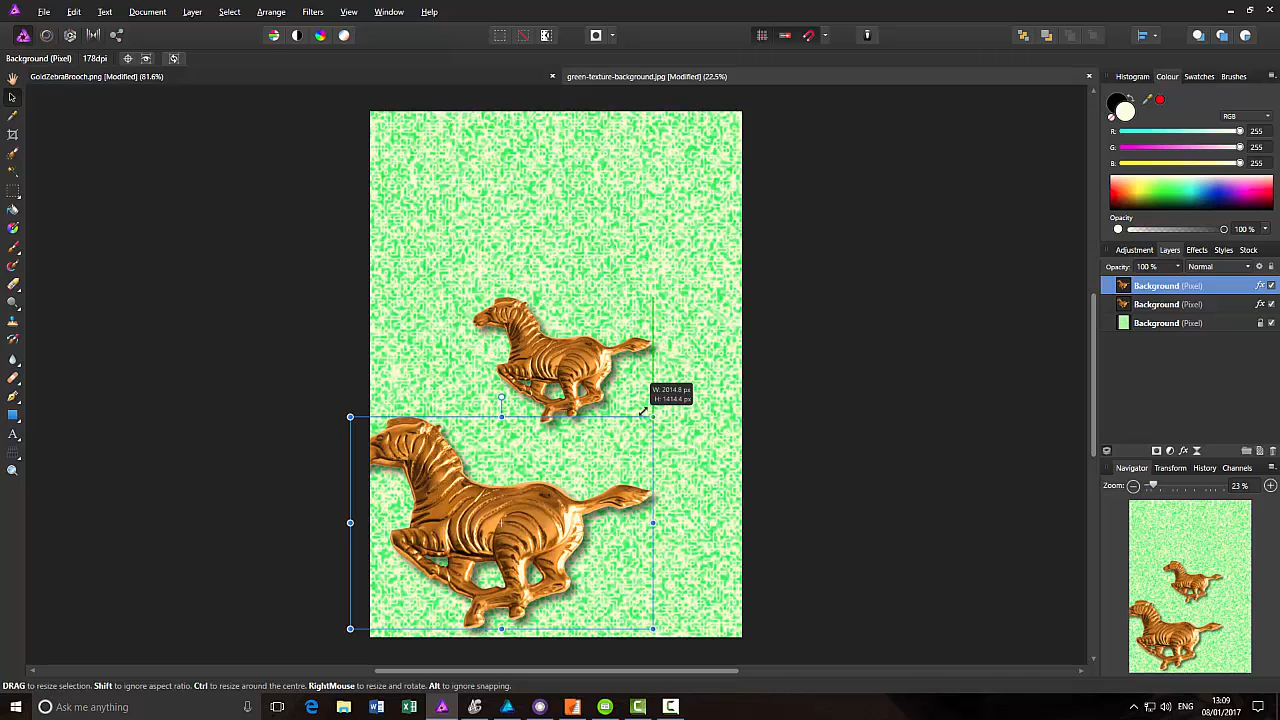 File Edit Text Document Layer Select Arrange Filters View Window Help
Background (Pixel) 178dpi
GoldZebraBrooch.png [Modified] (81.6%)
green-texture-background.jpg [Modified] (22.5%)
Histogram Colour Swatches Brushes
RGB
R: 255
G: 255
B: 255
Opacity
100 %
Adjustment Layers Effects Styles Stock
Opacity: 100 % Normal
Background (Pixel)
Background (Pixel)
Background (Pixel)
W: 2014.8 px
H: 1414.4 px
Navigator Transform History Channels
Zoom: 23 %
DRAG to resize selection. Shift to ignore aspect ratio. Ctrl to resize around the centre. RightMouse to resize and rotate. Alt to ignore snapping.
Ask me anything
ENG
13:09
08/01/2017